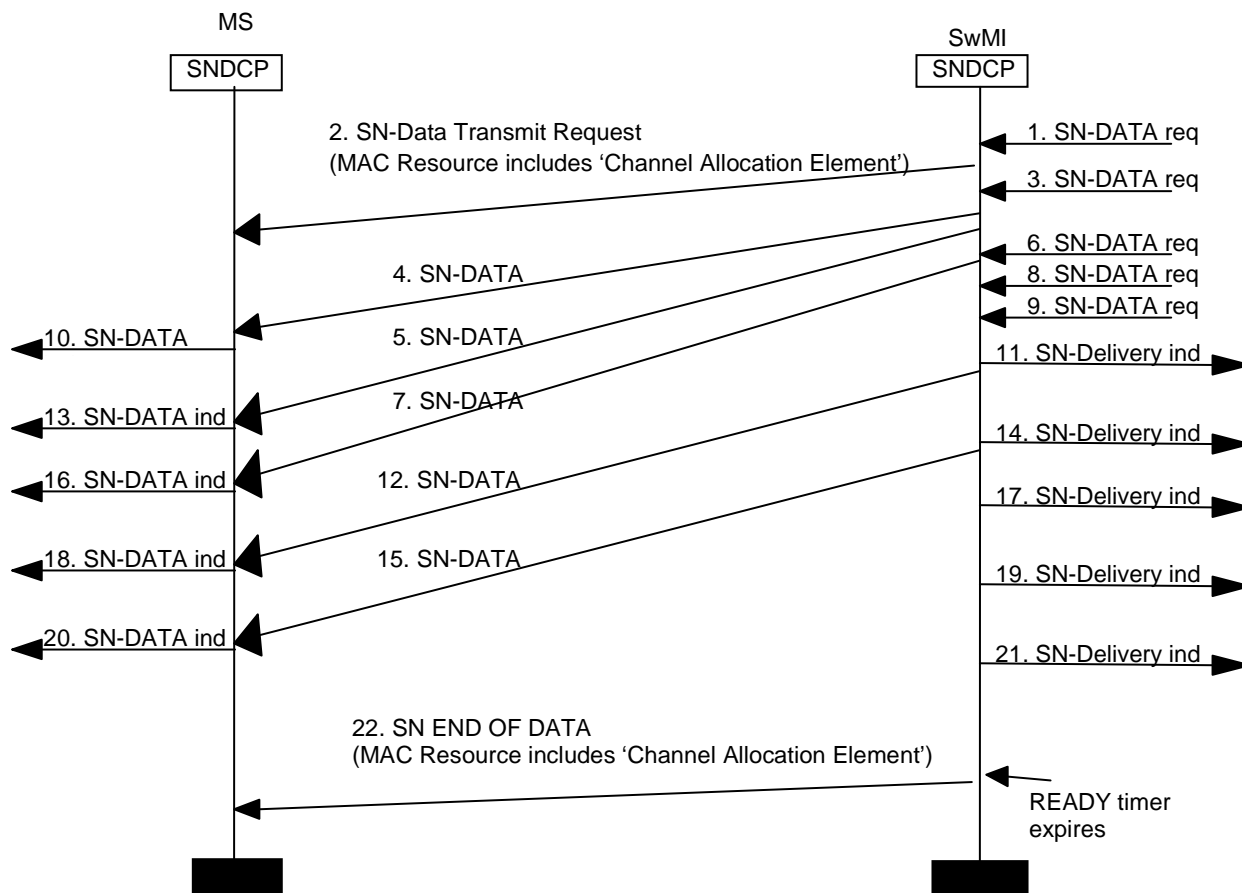 MS
SwMI
SNDCP
SNDCP
2. SN-Data Transmit Request
(MAC Resource includes ‘Channel Allocation Element’)
1. SN-DATA req
3. SN-DATA req
6. SN-DATA req
4. SN-DATA
8. SN-DATA req
9. SN-DATA req
10. SN-DATA
5. SN-DATA
11. SN-Delivery ind
7. SN-DATA
13. SN-DATA ind
14. SN-Delivery ind
16. SN-DATA ind
12. SN-DATA
17. SN-Delivery ind
18. SN-DATA ind
15. SN-DATA
19. SN-Delivery ind
20. SN-DATA ind
21. SN-Delivery ind
22. SN END OF DATA
(MAC Resource includes ‘Channel Allocation Element’)
READY timer
expires